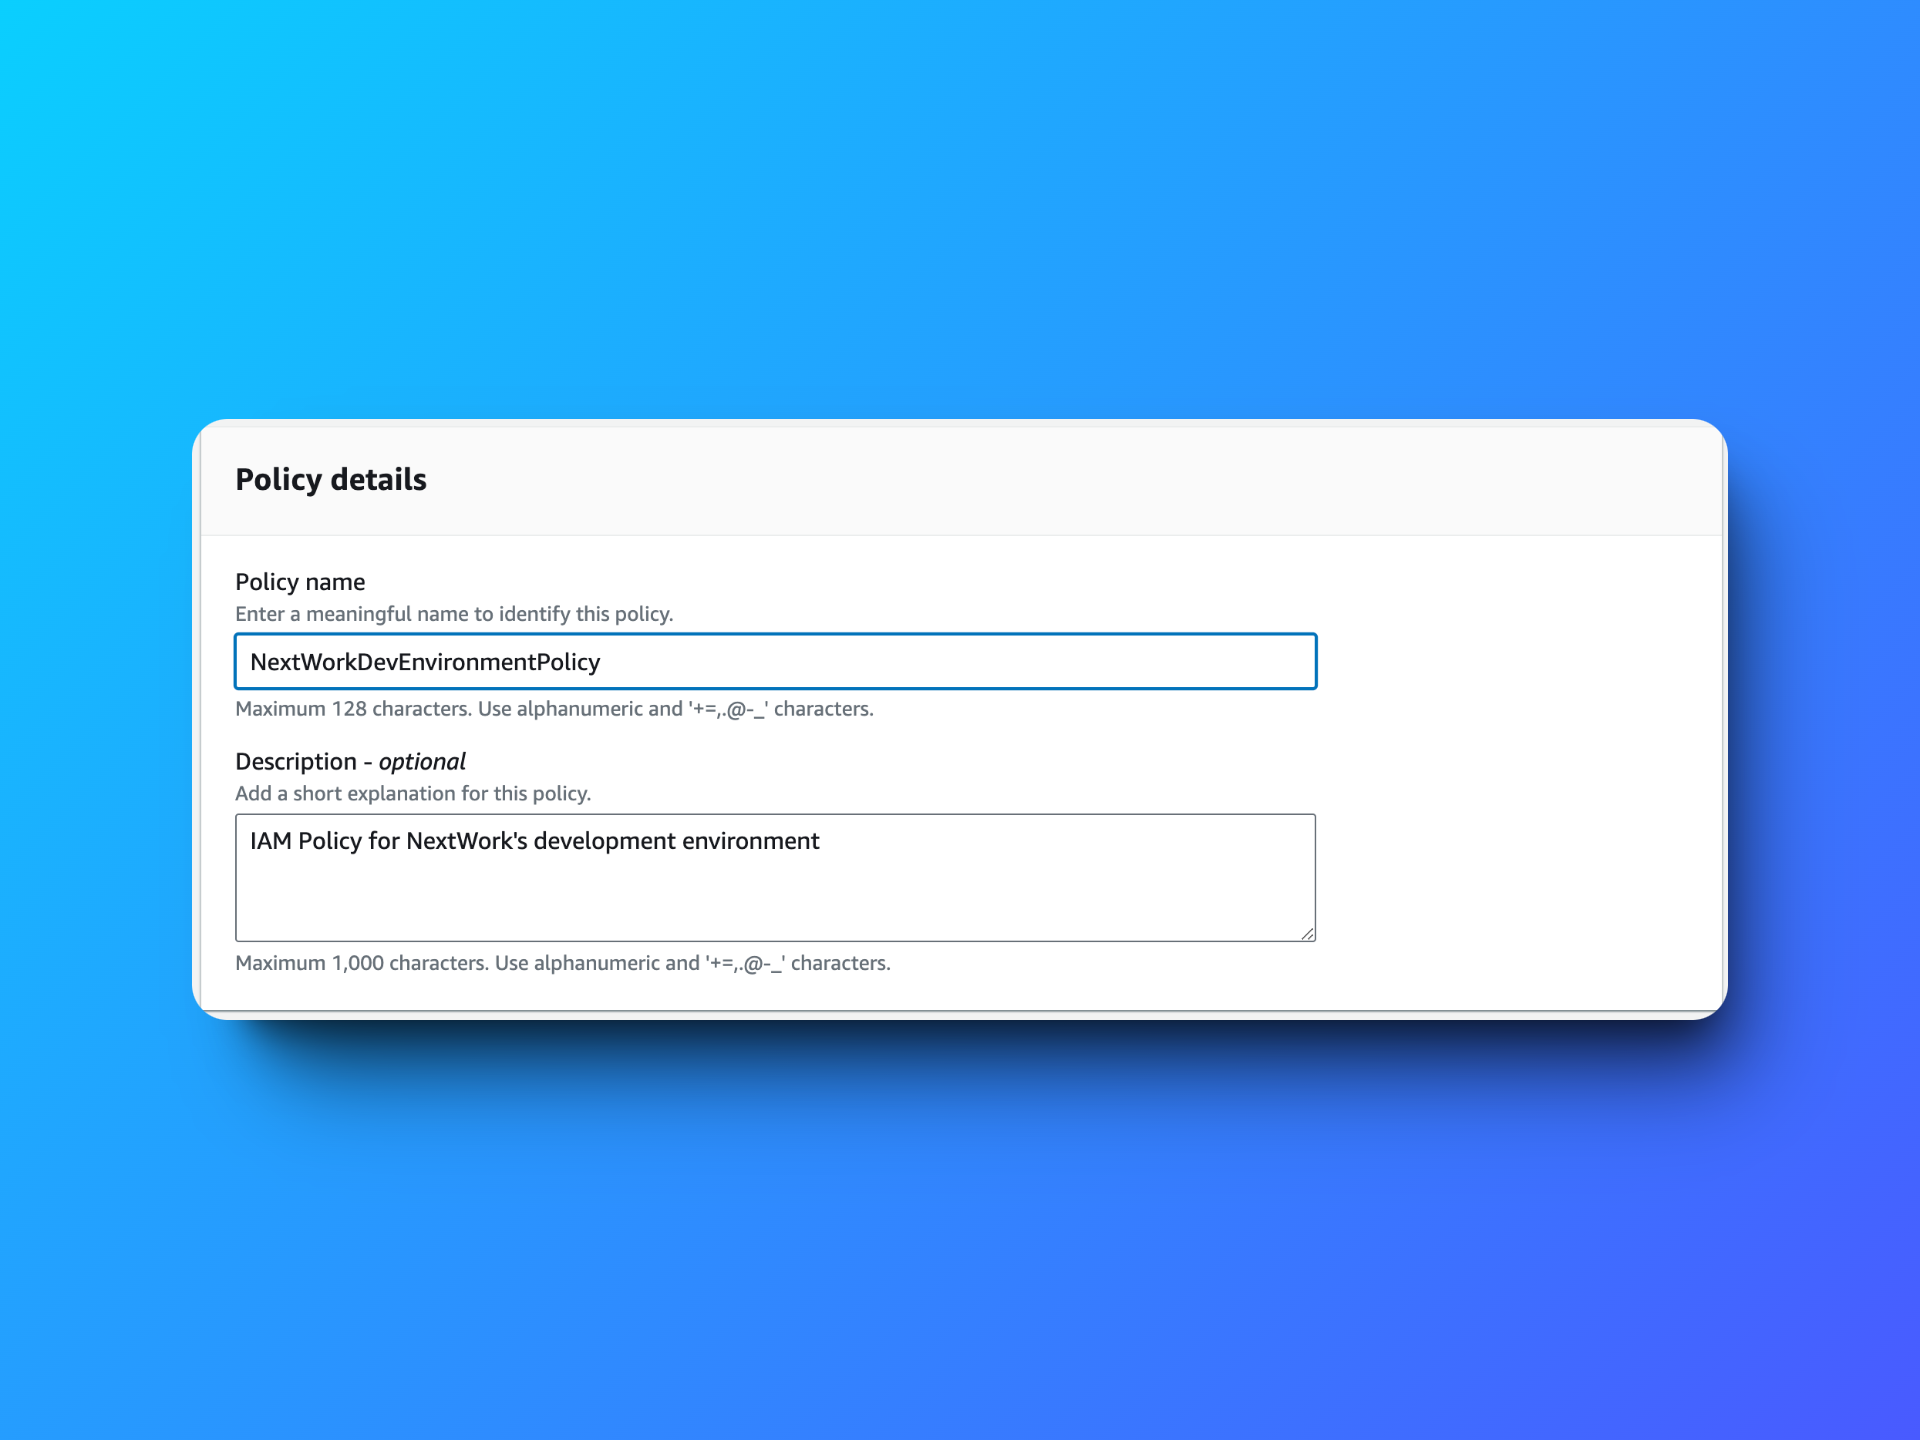 Policy details
Policy name
Enter a meaningful name to identify this policy.
NextWorkDevEnvironmentPolicy
Maximum 128 characters. Use alphanumeric and '+=,.@-_' characters.
Description - optional
Add a short explanation for this policy.
IAM Policy for NextWork's development environment
Maximum 1,000 characters. Use alphanumeric and '+=,.@-_' characters.